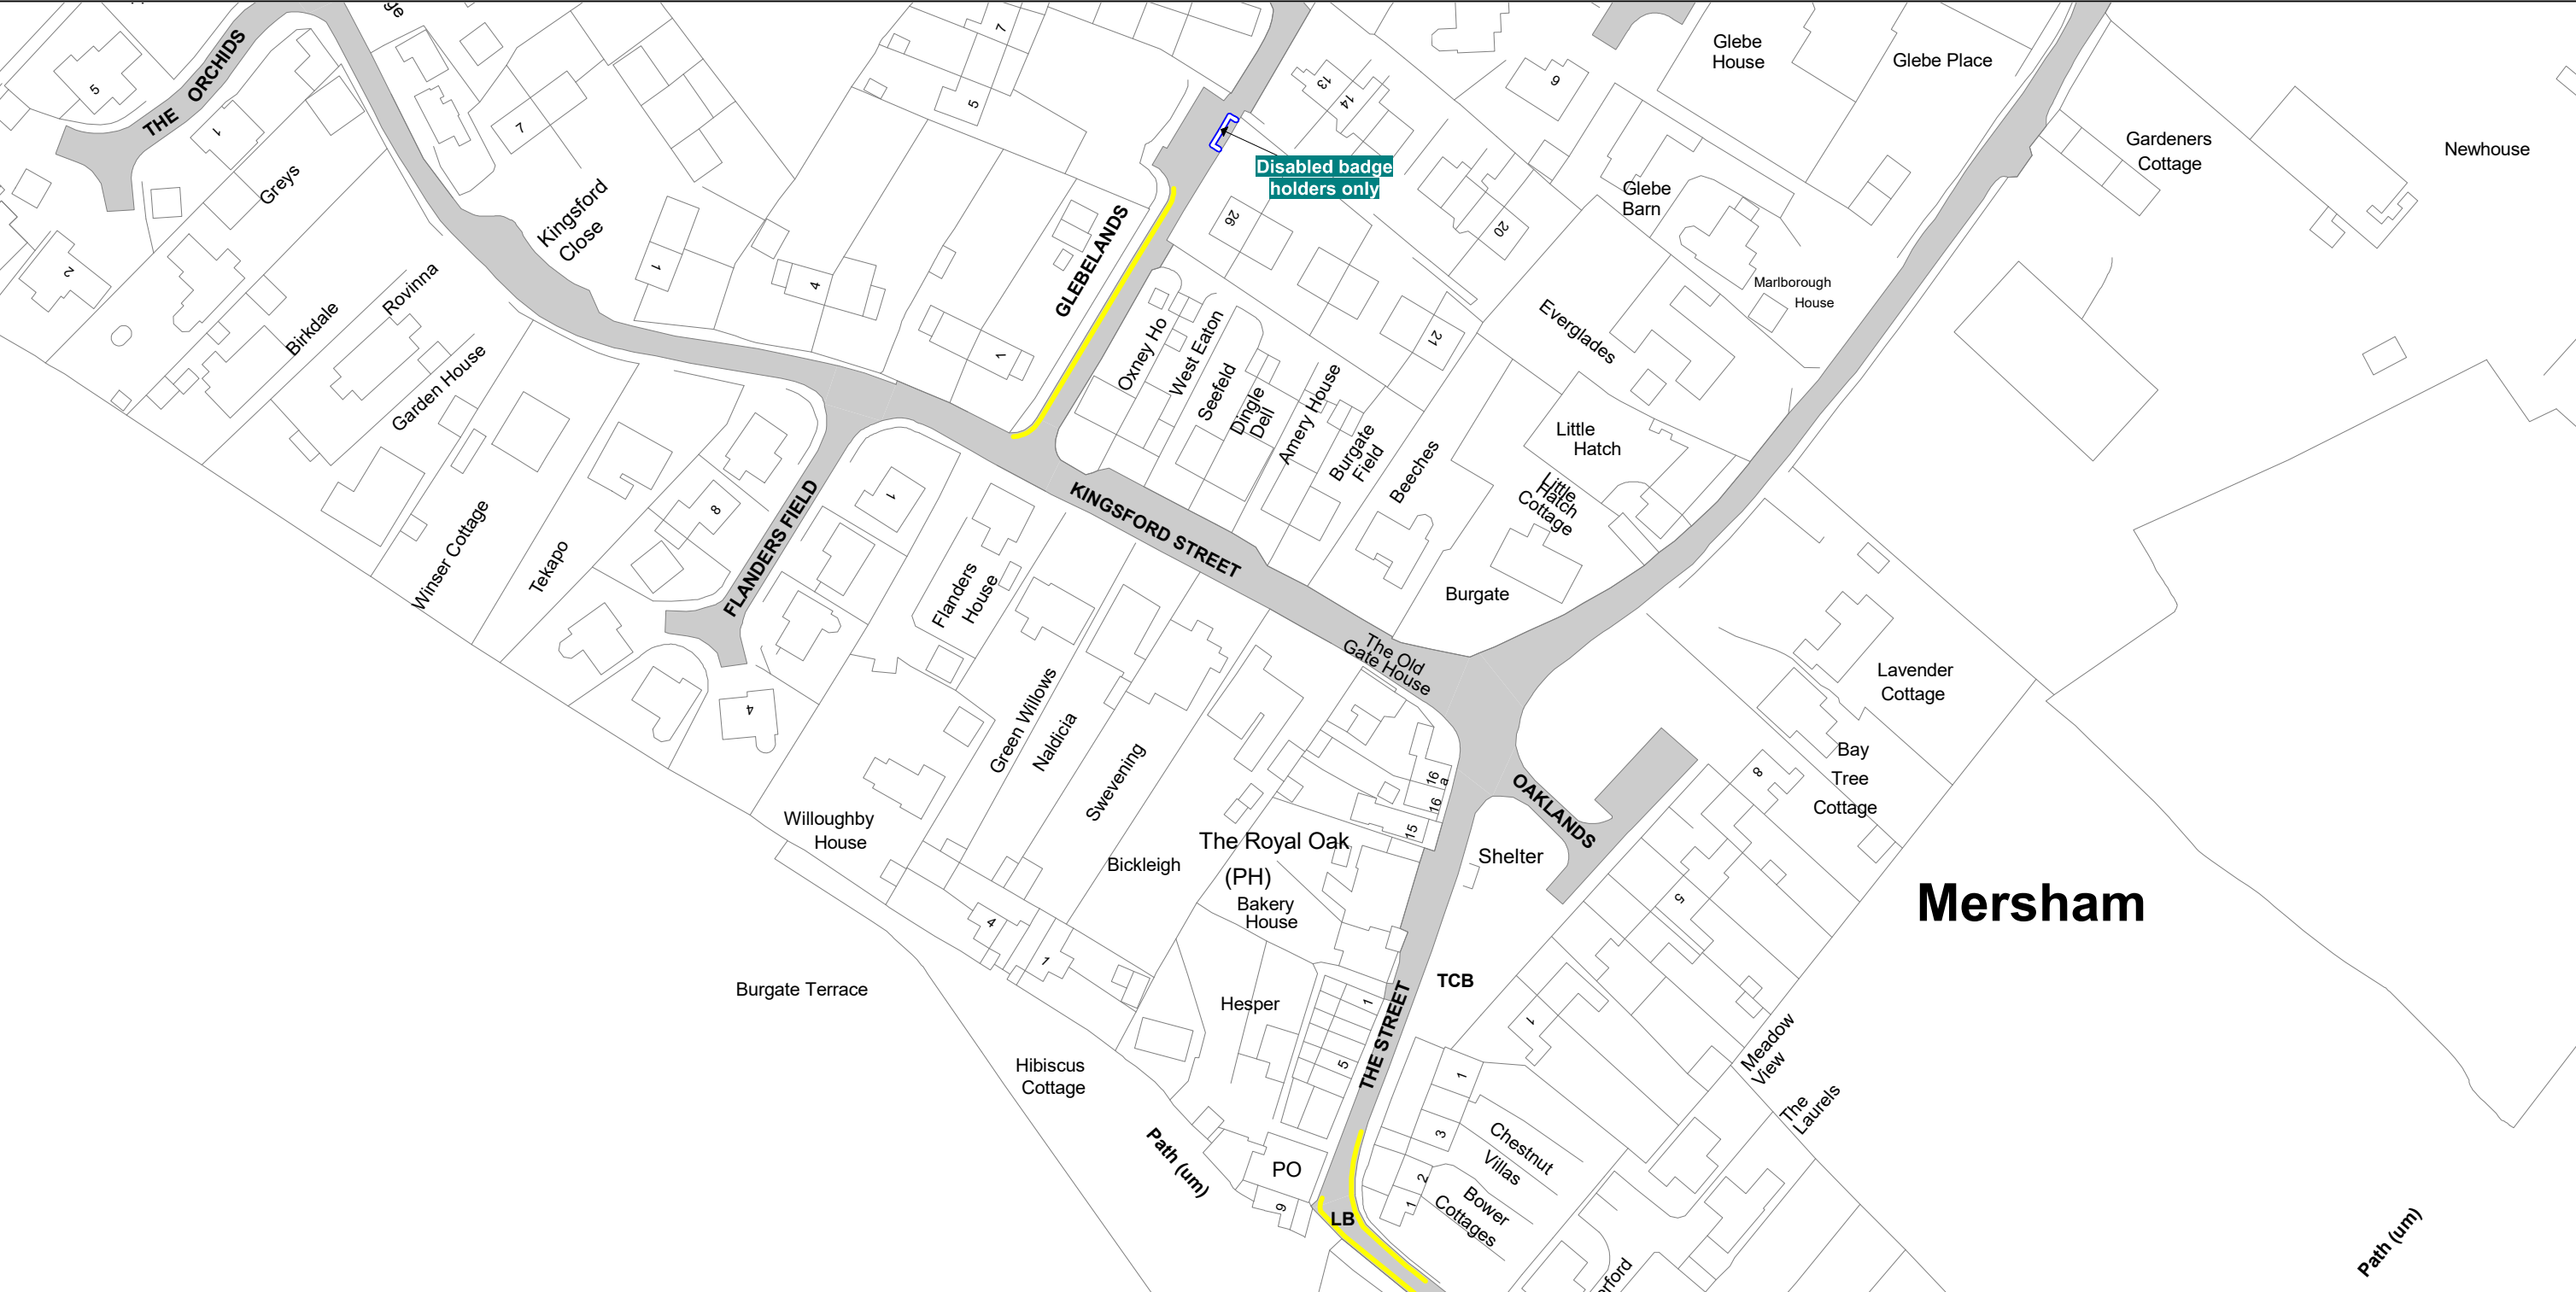 THE ORCHIDS
5
1
Greys
2
7
Kingsford
Close
1
4
7
5
GLEBELANDS
Disabled badge
holders only
13
14
26
20
21
Glebe
House
Glebe Place
Glebe
Barn
Marlborough
House
Everglades
Gardeners
Cottage
Newhouse
Birkdale
Rovinna
Garden House
Winser Cottage
Tekapo
8
FLANDERS FIELD
1
4
Flanders
House
Oxney Ho
West Eaton
Seefeld
Dingle
Dell
Amery House
Burgate
Field
Beeches
Little
Hatch
Little
Hatch
Cottage
Burgate
KINGSFORD STREET
The Old
Gate House
Green Willows
Naldicia
Swevening
Willoughby
House
Bickleigh
The Royal Oak
(PH)
Bakery
House
16
a
16
15
OAKLANDS
Shelter
8
5
1
Lavender
Cottage
Bay
Tree
Cottage
Mersham
4
1
Burgate Terrace
Hesper
Hibiscus
Cottage
TCB
THE STREET
1
5
1
3
Chestnut
Villas
2
1
Bower
Cottages
Meadow
View
The
Laurels
Path (um)
PO
LB
Path (um)